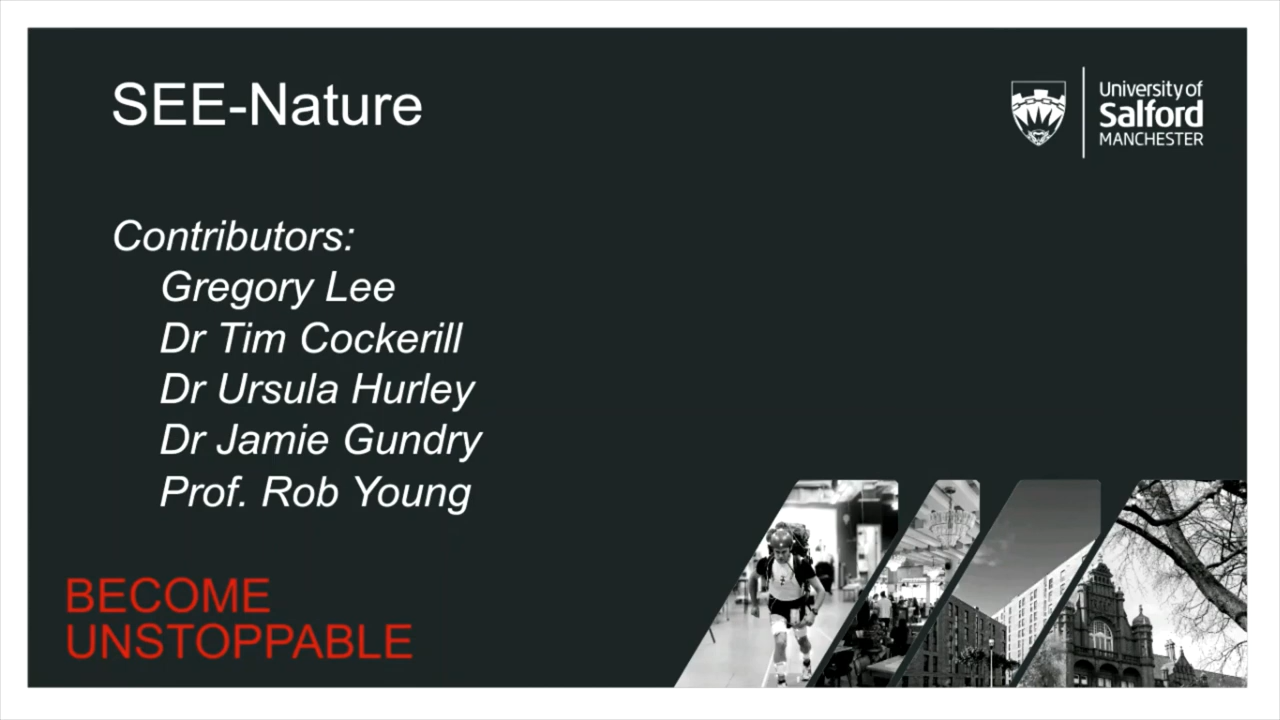 SEE-Nature
University of
Salford
MANCHESTER
Contributors:
Gregory Lee
Dr Tim Cockerill
Dr Ursula Hurley
Dr Jamie Gundry
Prof. Rob Young
BECOME
UNSTOPPABLE